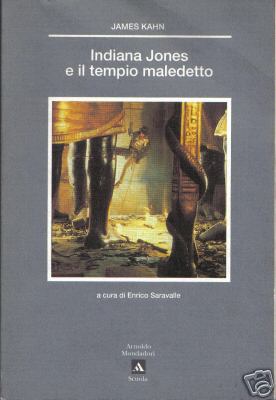 JAMES KAHN
Indiana Jones
e il tempio maledetto
a cura di Enrico Saravalle
Arnoldo
Mondadori
A
Scuola